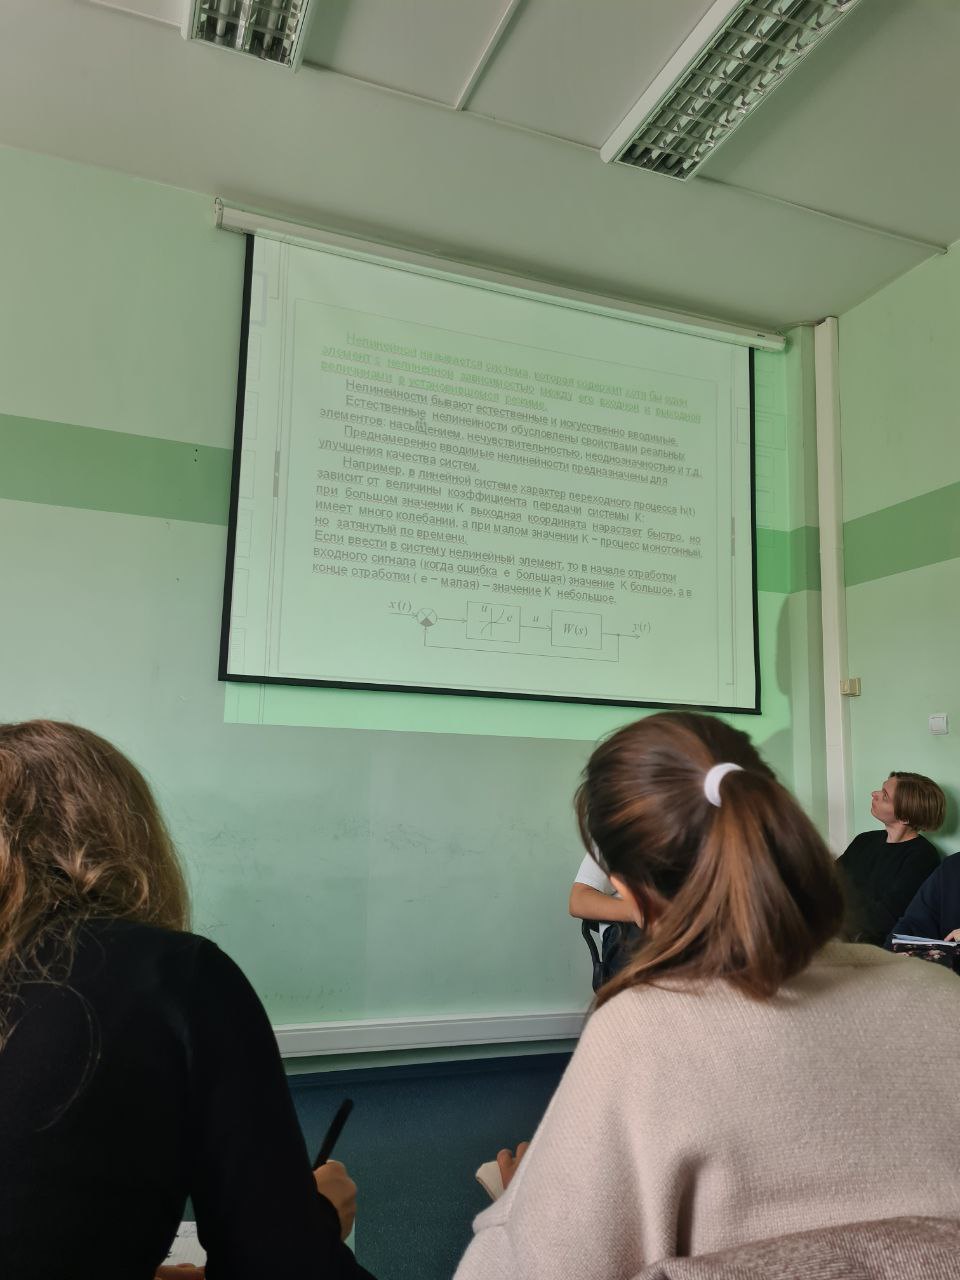 Нелинейной называется система, которая содержит хотя бы один
элемент с нелинейной зависимостью между его входной и выходной
величинами в установившемся режиме.
Нелинейности бывают естественные и искусственно вводимые.
Естественные нелинейности обусловлены свойствами реальных
элементов: насыщением, нечувствительностью, неоднозначностью и т.д.
Преднамеренно вводимые нелинейности предназначены для
улучшения качества систем.
Например, в линейной системе характер переходного процесса h(t)
зависит от величины коэффициента передачи системы K:
при большом значении K выходная координата нарастает быстро, но
имеет много колебаний, а при малом значении K – процесс монотонный,
но затянутый по времени.
Если ввести в систему нелинейный элемент, то в начале отработки
входного сигнала (когда ошибка e большая) значение K большое, а в
конце отработки ( e – малая) – значение K небольшое.
x(t) u e u W(s) y(t)